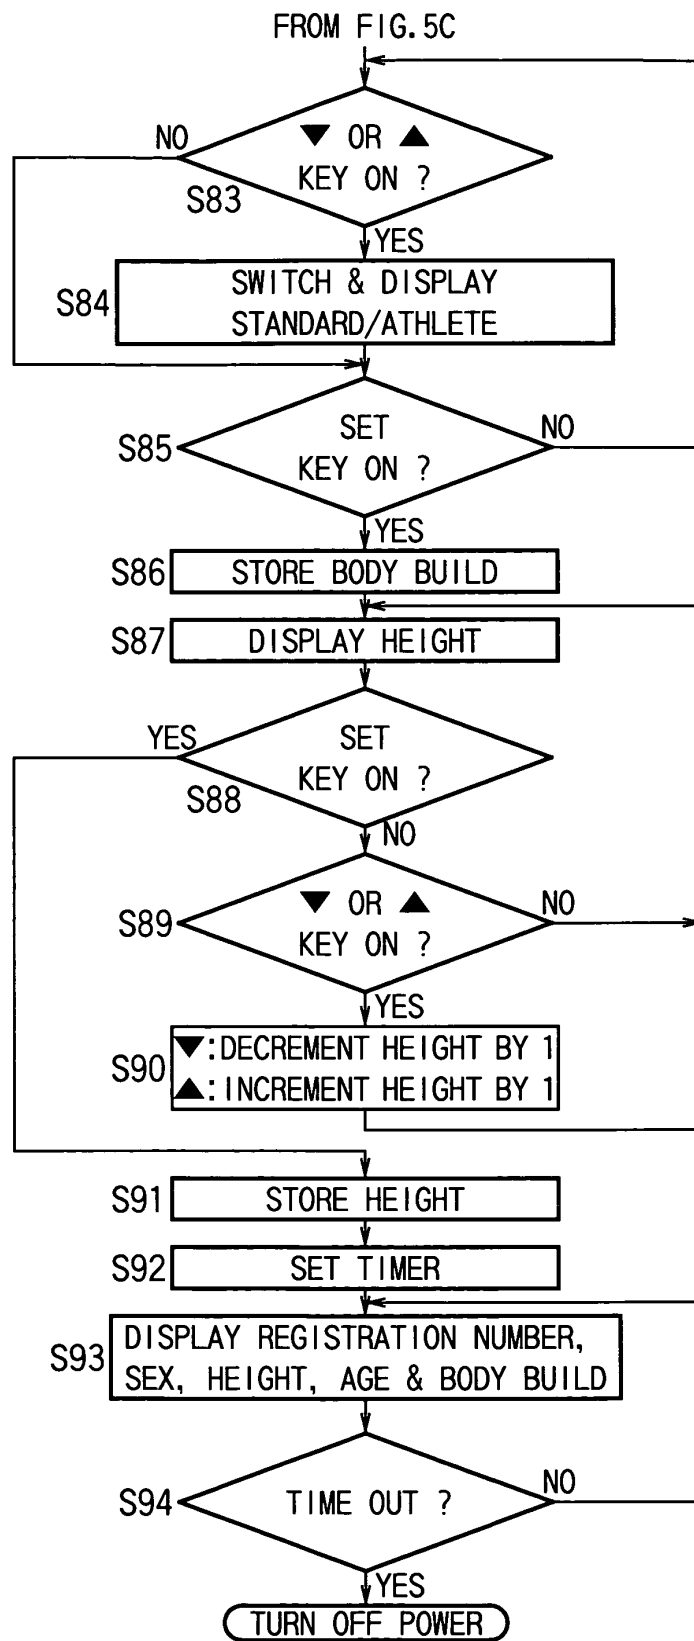 FROM FIG.5C
▼ OR ▲
KEY ON ?
NO
S83
YES
SWITCH & DISPLAY
STANDARD/ATHLETE
S84
SET
KEY ON ?
S85
NO
YES
S86
STORE BODY BUILD
S87
DISPLAY HEIGHT
YES
SET
KEY ON ?
S88
NO
▼ OR ▲
KEY ON ?
S89
NO
YES
S90
▼:DECREMENT HEIGHT BY 1
▲:INCREMENT HEIGHT BY 1
S91
STORE HEIGHT
S92
SET TIMER
S93
DISPLAY REGISTRATION NUMBER,
SEX, HEIGHT, AGE & BODY BUILD
S94
TIME OUT ?
NO
YES
TURN OFF POWER